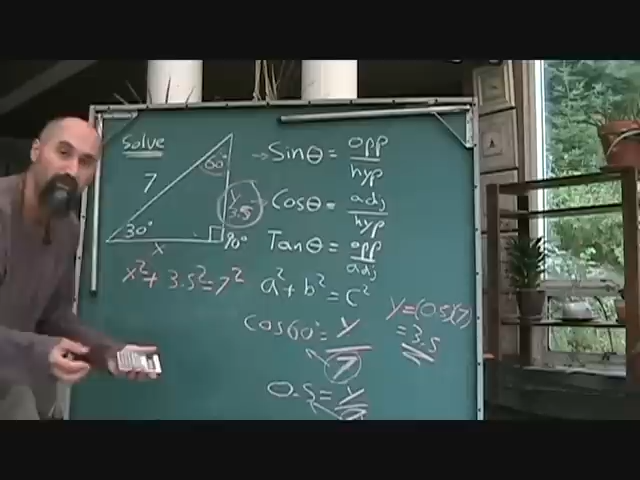 Solve
60°
7
y
3.5
30°
90°
x
x² + 3.5² = 7²
Sinθ = opp
hyp
Cosθ = adj
hyp
Tanθ = opp
adj
a² + b² = c²
cos60° = y
7
0.5 = y
7
y = (0.5)(7)
= 3.5